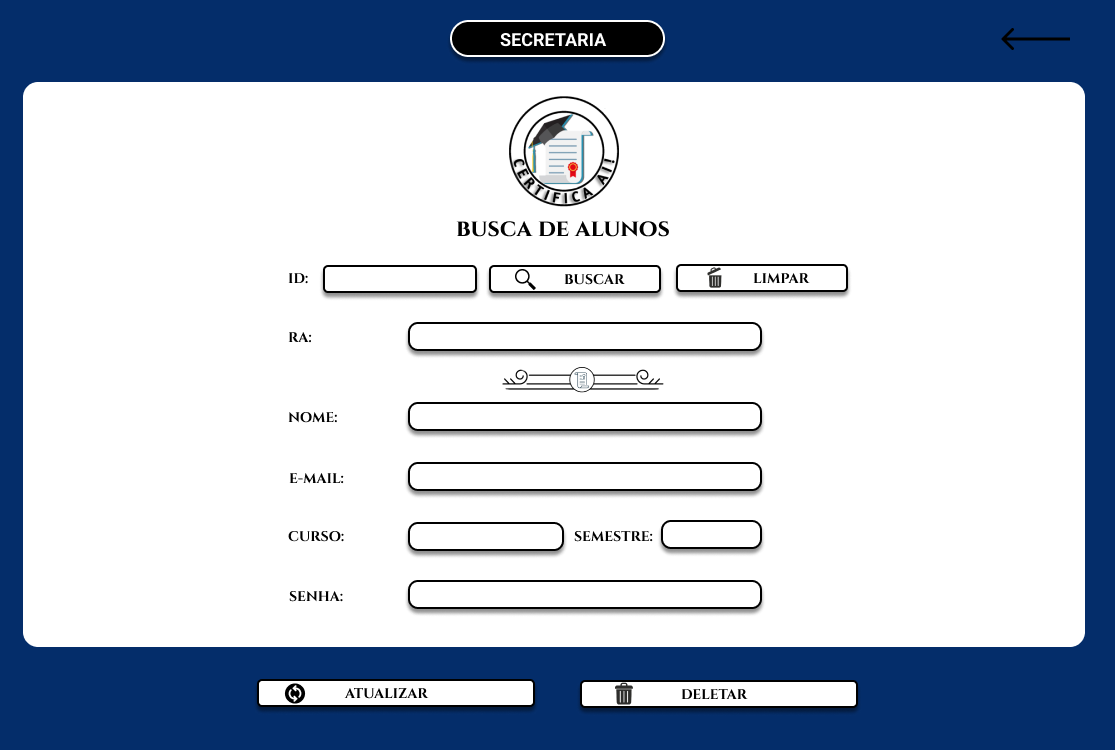 SECRETARIA
CERTIFICA AI!
BUSCA DE ALUNOS
ID: BUSCAR LIMPAR
RA:
NOME:
E-MAIL:
CURSO: SEMESTRE:
SENHA:
ATUALIZAR DELETAR